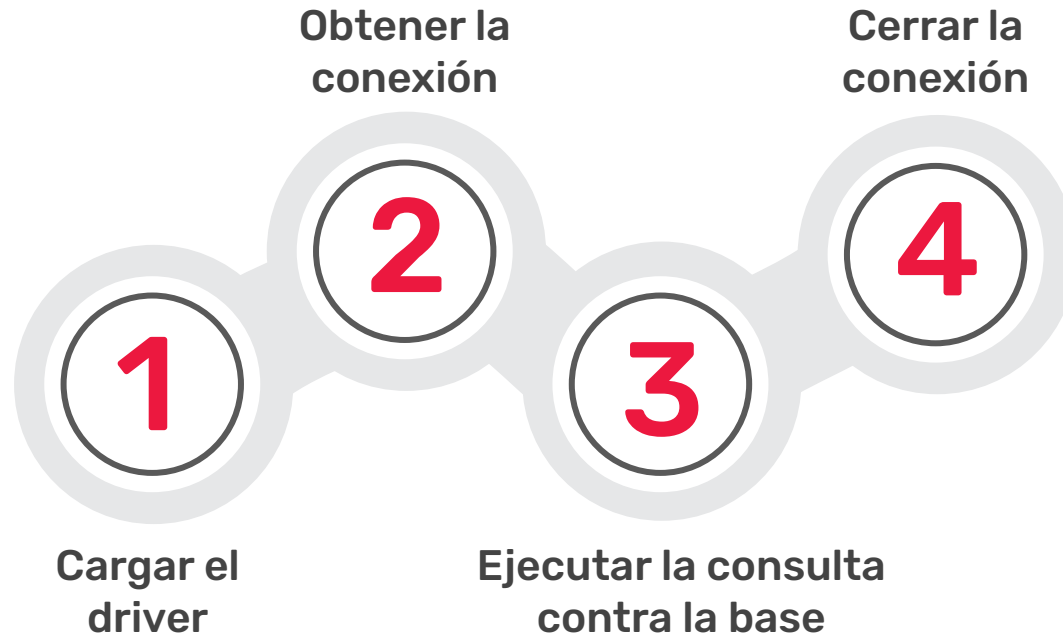 1
Cargar el
driver
Obtener la
conexión
2
3
Ejecutar la consulta
contra la base
Cerrar la
conexión
4